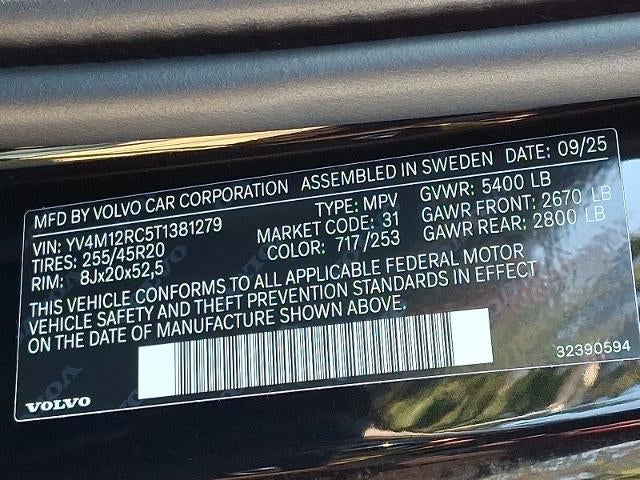 MFD BY VOLVO CAR CORPORATION ASSEMBLED IN SWEDEN DATE: 09/25
VIN: YV4M12RC5T1381279 TYPE: MPV GVWR: 5400 LB
TIRES: 255/45R20 MARKET CODE: 31 GAWR FRONT: 2670 LB
RIM: 8Jx20x52,5 COLOR: 717/253 GAWR REAR: 2800 LB
THIS VEHICLE CONFORMS TO ALL APPLICABLE FEDERAL MOTOR
VEHICLE SAFETY AND THEFT PREVENTION STANDARDS IN EFFECT
ON THE DATE OF MANUFACTURE SHOWN ABOVE.
32390594
VOLVO